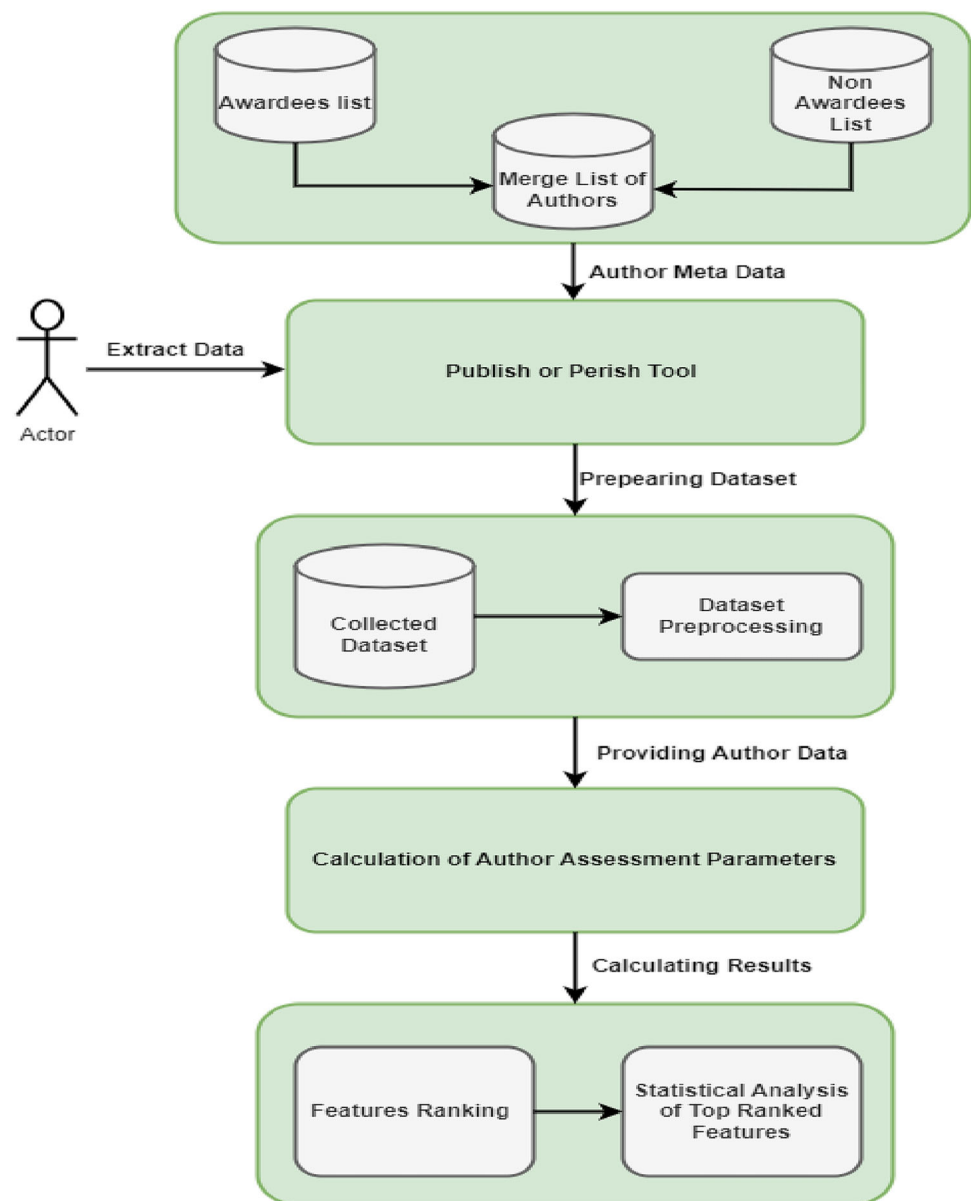 Awardees list
Non
Awardees
List
Merge List of
Authors
Author Meta Data
Extract Data
Actor
Publish or Perish Tool
Prepearing Dataset
Collected
Dataset
Dataset
Preprocessing
Providing Author Data
Calculation of Author Assessment Parameters
Calculating Results
Features Ranking
Statistical Analysis
of Top Ranked
Features